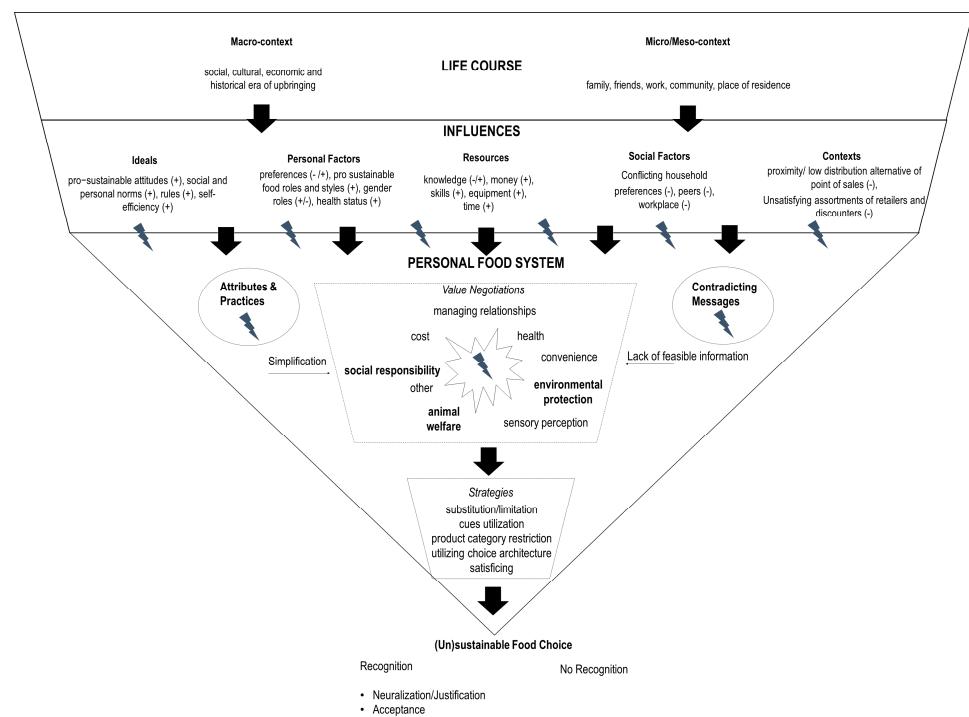 Macro-context
Micro/Meso-context
LIFE COURSE
social, cultural, economic and
historical era of upbringing
family, friends, work, community, place of residence
INFLUENCES
Ideals
pro-sustainable attitudes (+), social and
personal norms (+), rules (+), self-
efficiency (+)
Personal Factors
preferences (- /+), pro sustainable
food roles and styles (+), gender
roles (+/-), health status (+)
Resources
knowledge (-/+), money (+),
skills (+), equipment (+),
time (+)
Social Factors
Conflicting household
preferences (-), peers (-)
workplace (-)
Contexts
proximity/ low distribution alternative of
point of sales (-),
Unsatisfying assortments of retailers and
discounters (-)
PERSONAL FOOD SYSTEM
Attributes &
Practices
Contradicting
Messages
Value Negotiations
managing relationships
cost
health
convenience
Simplification
Lack of feasible information
social responsibility
other
environmental
protection
animal
welfare
sensory perception
Strategies
substitution/limitation
cues utilization
product category restriction
utilizing choice architecture
satisficing
(Un)sustainable Food Choice
Recognition
No Recognition
• Neuralization/Justification
• Acceptance